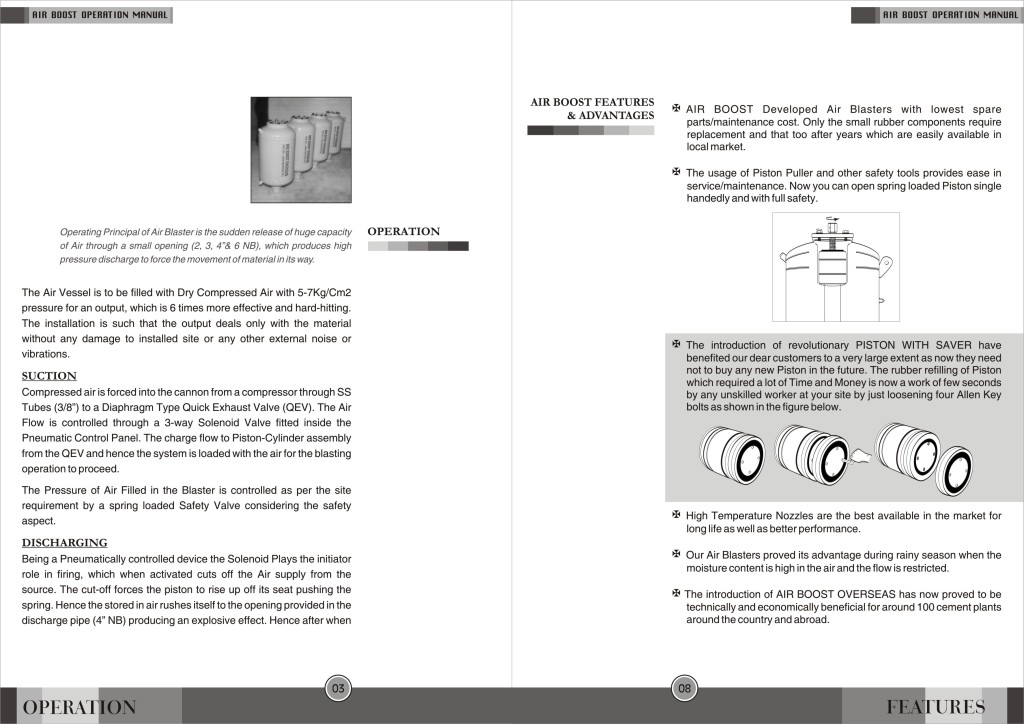 AIR BOOST OPERATION MANUAL
Operating Principal of Air Blaster is the sudden release of huge capacity
of Air through a small opening (2, 3, 4"& 6 NB), which produces high
pressure discharge to force the movement of material in its way.
OPERATION
The Air Vessel is to be filled with Dry Compressed Air with 5-7Kg/Cm2
pressure for an output, which is 6 times more effective and hard-hitting.
The installation is such that the output deals only with the material
without any damage to installed site or any other external noise or
vibrations.
SUCTION
Compressed air is forced into the cannon from a compressor through SS
Tubes (3/8") to a Diaphragm Type Quick Exhaust Valve (QEV). The Air
Flow is controlled through a 3-way Solenoid Valve fitted inside the
Pneumatic Control Panel. The charge flow to Piston-Cylinder assembly
from the QEV and hence the system is loaded with the air for the blasting
operation to proceed.
The Pressure of Air Filled in the Blaster is controlled as per the site
requirement by a spring loaded Safety Valve considering the safety
aspect.
DISCHARGING
Being a Pneumatically controlled device the Solenoid Plays the initiator
role in firing, which when activated cuts off the Air supply from the
source. The cut-off forces the piston to rise up off its seat pushing the
spring. Hence the stored in air rushes itself to the opening provided in the
discharge pipe (4" NB) producing an explosive effect. Hence after when
03
OPERATION
AIR BOOST OPERATION MANUAL
AIR BOOST FEATURES
& ADVANTAGES
✠ AIR BOOST Developed Air Blasters with lowest spare
parts/maintenance cost. Only the small rubber components require
replacement and that too after years which are easily available in
local market.
✠ The usage of Piston Puller and other safety tools provides ease in
service/maintenance. Now you can open spring loaded Piston single
handedly and with full safety.
✠ The introduction of revolutionary PISTON WITH SAVER have
benefited our dear customers to a very large extent as now they need
not to buy any new Piston in the future. The rubber refilling of Piston
which required a lot of Time and Money is now a work of few seconds
by any unskilled worker at your site by just loosening four Allen Key
bolts as shown in the figure below.
✠ High Temperature Nozzles are the best available in the market for
long life as well as better performance.
✠ Our Air Blasters proved its advantage during rainy season when the
moisture content is high in the air and the flow is restricted.
✠ The introduction of AIR BOOST OVERSEAS has now proved to be
technically and economically beneficial for around 100 cement plants
around the country and abroad.
08
FEATURES